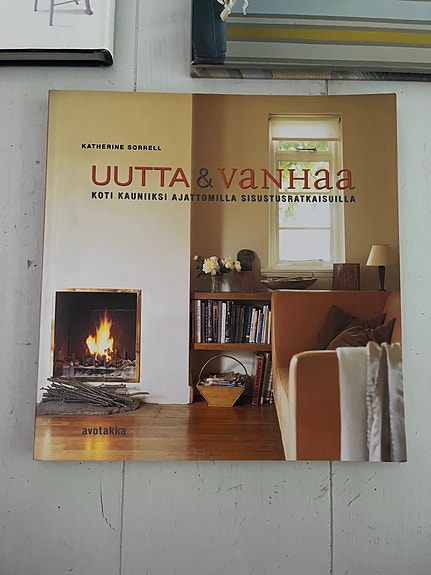 KATHERINE SORRELL
UUTTA & VaNHaa
KOTI KAUNIIKSI AJATTOMILLA SISUSTUSRATKAISUILLA
avotakka